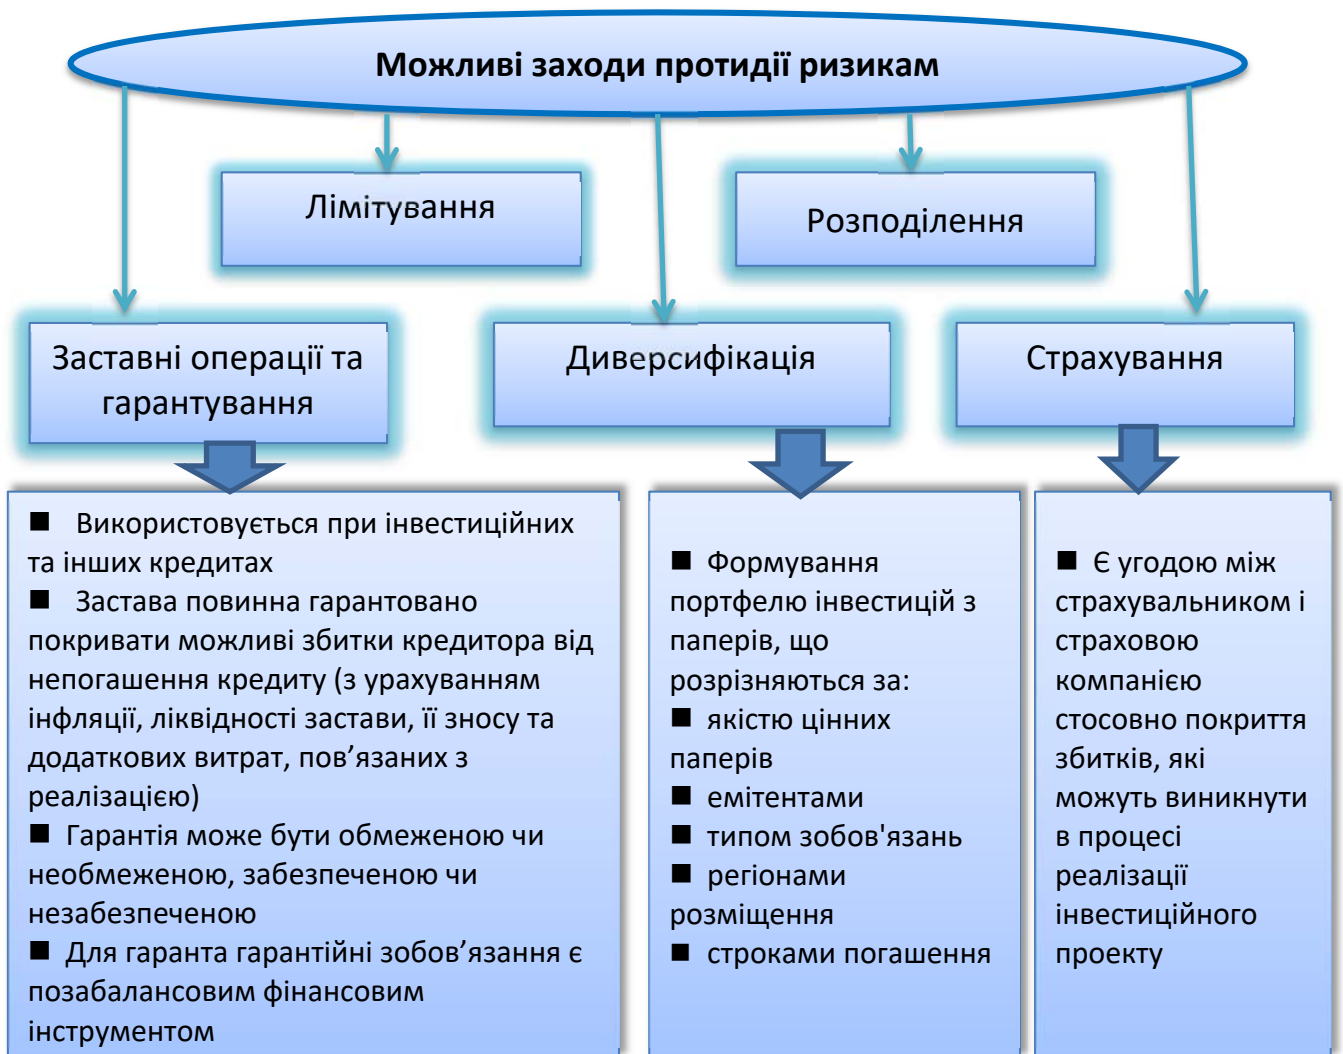 Можливі заходи протидії ризикам
Лімітування
Розподілення
Заставні операції та
гарантування
Диверсифікація
Страхування
■ Використовується при інвестиційних
та інших кредитах
■ Застава повинна гарантовано
покривати можливі збитки кредитора від
непогашення кредиту (з урахуванням
інфляції, ліквідності застави, її зносу та
додаткових витрат, пов’язаних з
реалізацією)
■ Гарантія може бути обмеженою чи
необмеженою, забезпеченою чи
незабезпеченою
■ Для гаранта гарантійні зобов’язання є
позабалансовим фінансовим
інструментом
■ Формування
портфелю інвестицій з
паперів, що
розрізняються за:
■ якістю цінних
паперів
■ емітентами
■ типом зобов'язань
■ регіонами
розміщення
■ строками погашення
■ Є угодою між
страхувальником і
страховою
компанією
стосовно покриття
збитків, які
можуть виникнути
в процесі
реалізації
інвестиційного
проекту